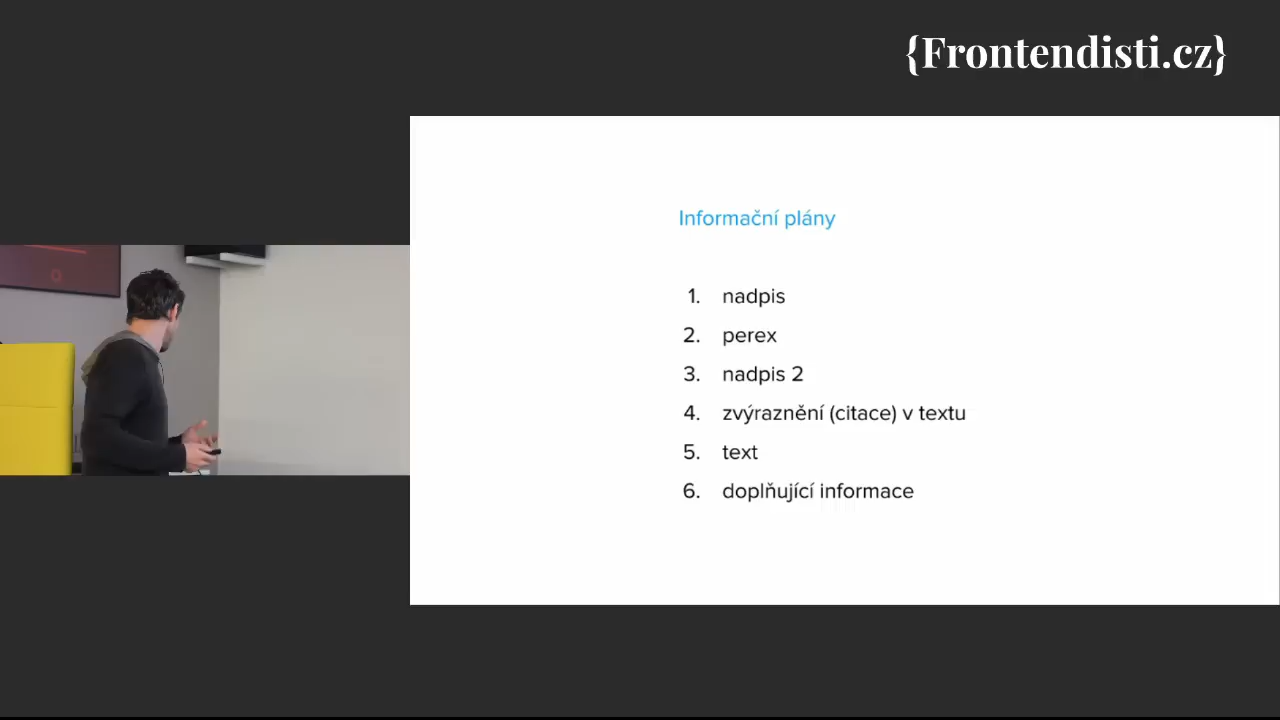 {Frontendisti.cz}
Informační plány
1. nadpis
2. perex
3. nadpis 2
4. zvýraznění (citace) v textu
5. text
6. doplňující informace